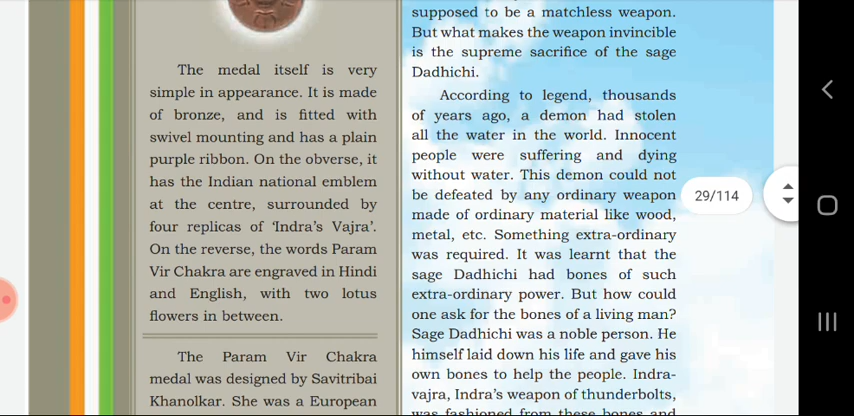 The medal itself is very
simple in appearance. It is made
of bronze, and is fitted with
swivel mounting and has a plain
purple ribbon. On the obverse, it
has the Indian national emblem
at the centre, surrounded by
four replicas of ‘Indra’s Vajra’.
On the reverse, the words Param
Vir Chakra are engraved in Hindi
and English, with two lotus
flowers in between.
The Param Vir Chakra
medal was designed by Savitribai
Khanolkar. She was a European
supposed to be a matchless weapon.
But what makes the weapon invincible
is the supreme sacrifice of the sage
Dadhichi.
According to legend, thousands
of years ago, a demon had stolen
all the water in the world. Innocent
people were suffering and dying
without water. This demon could not
be defeated by any ordinary weapon
made of ordinary material like wood,
metal, etc. Something extra-ordinary
was required. It was learnt that the
sage Dadhichi had bones of such
extra-ordinary power. But how could
one ask for the bones of a living man?
Sage Dadhichi was a noble person. He
himself laid down his life and gave his
own bones to help the people. Indra-
vajra, Indra’s weapon of thunderbolts,
was fashioned from these bones and
29/114